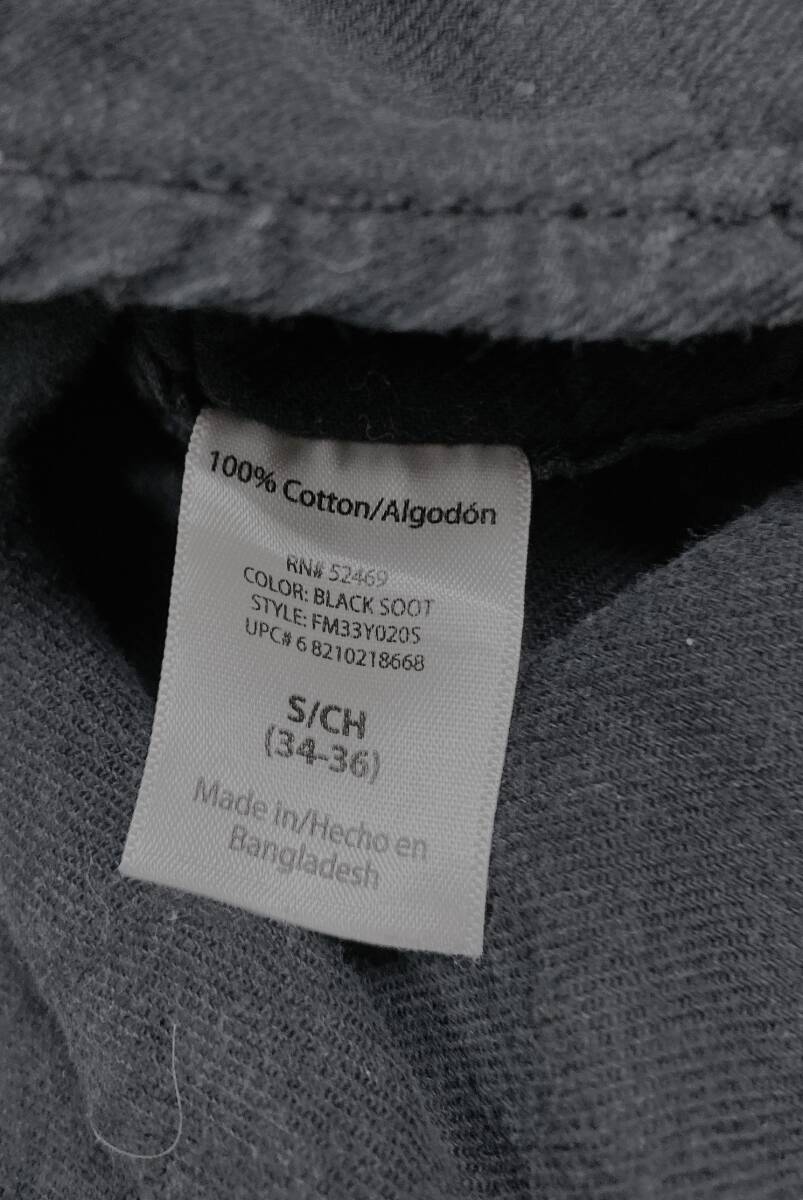 100% Cotton/Algodón
RN# 52469
COLOR: BLACK SOOT
STYLE: FM33Y020S
UPC# 6 8210218668
S/CH
(34-36)
Made in/Hecho en
Bangladesh